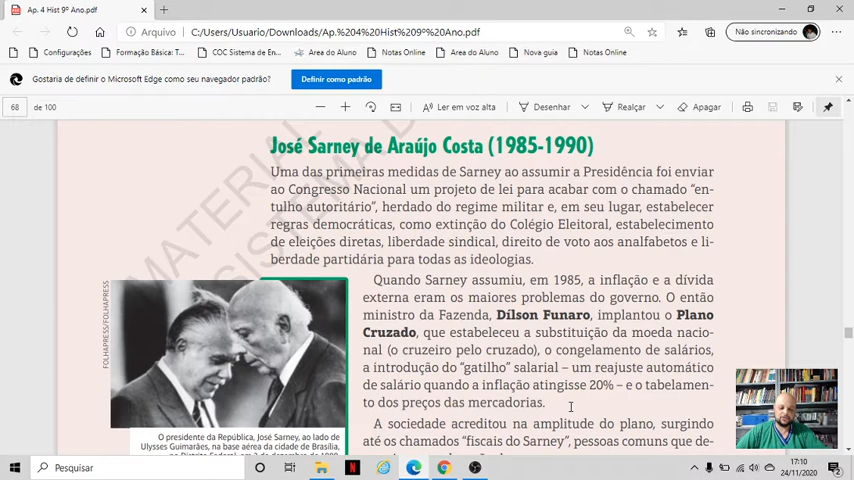 Ap. 4 Hist 9º Ano.pdf
Arquivo
C:/Users/Usuario/Downloads/Ap.%204%20Hist%209º%20Ano.pdf
Não sincronizando
Configurações
Formação Básica: T...
COC Sistema de En...
Area do Aluno
Notas Online
Area do Aluno
Nova guia
Notas Online
Gostaria de definir o Microsoft Edge como seu navegador padrão?
Definir como padrão
68
de 100
Ler em voz alta
Desenhar
Realçar
Apagar
MATERIAL
SISTEMA D
José Sarney de Araújo Costa (1985-1990)
Uma das primeiras medidas de Sarney ao assumir a Presidência foi enviar
ao Congresso Nacional um projeto de lei para acabar com o chamado “en-
tulho autoritário”, herdado do regime militar e, em seu lugar, estabelecer
regras democráticas, como extinção do Colégio Eleitoral, estabelecimento
de eleições diretas, liberdade sindical, direito de voto aos analfabetos e li-
berdade partidária para todas as ideologias.
Quando Sarney assumiu, em 1985, a inflação e a dívida
externa eram os maiores problemas do governo. O então
ministro da Fazenda, Dílson Funaro, implantou o Plano
Cruzado, que estabeleceu a substituição da moeda nacio-
nal (o cruzeiro pelo cruzado), o congelamento de salários,
a introdução do “gatilho” salarial – um reajuste automático
de salário quando a inflação atingisse 20% – e o tabelamen-
to dos preços das mercadorias.
A sociedade acreditou na amplitude do plano, surgindo
até os chamados “fiscais do Sarney”, pessoas comuns que de-
FOLHAPRESS/FOLHAPRESS
O presidente da República, José Sarney, ao lado de
Ulysses Guimarães, na base aérea da cidade de Brasília,
Pesquisar
17:10
24/11/2020
2